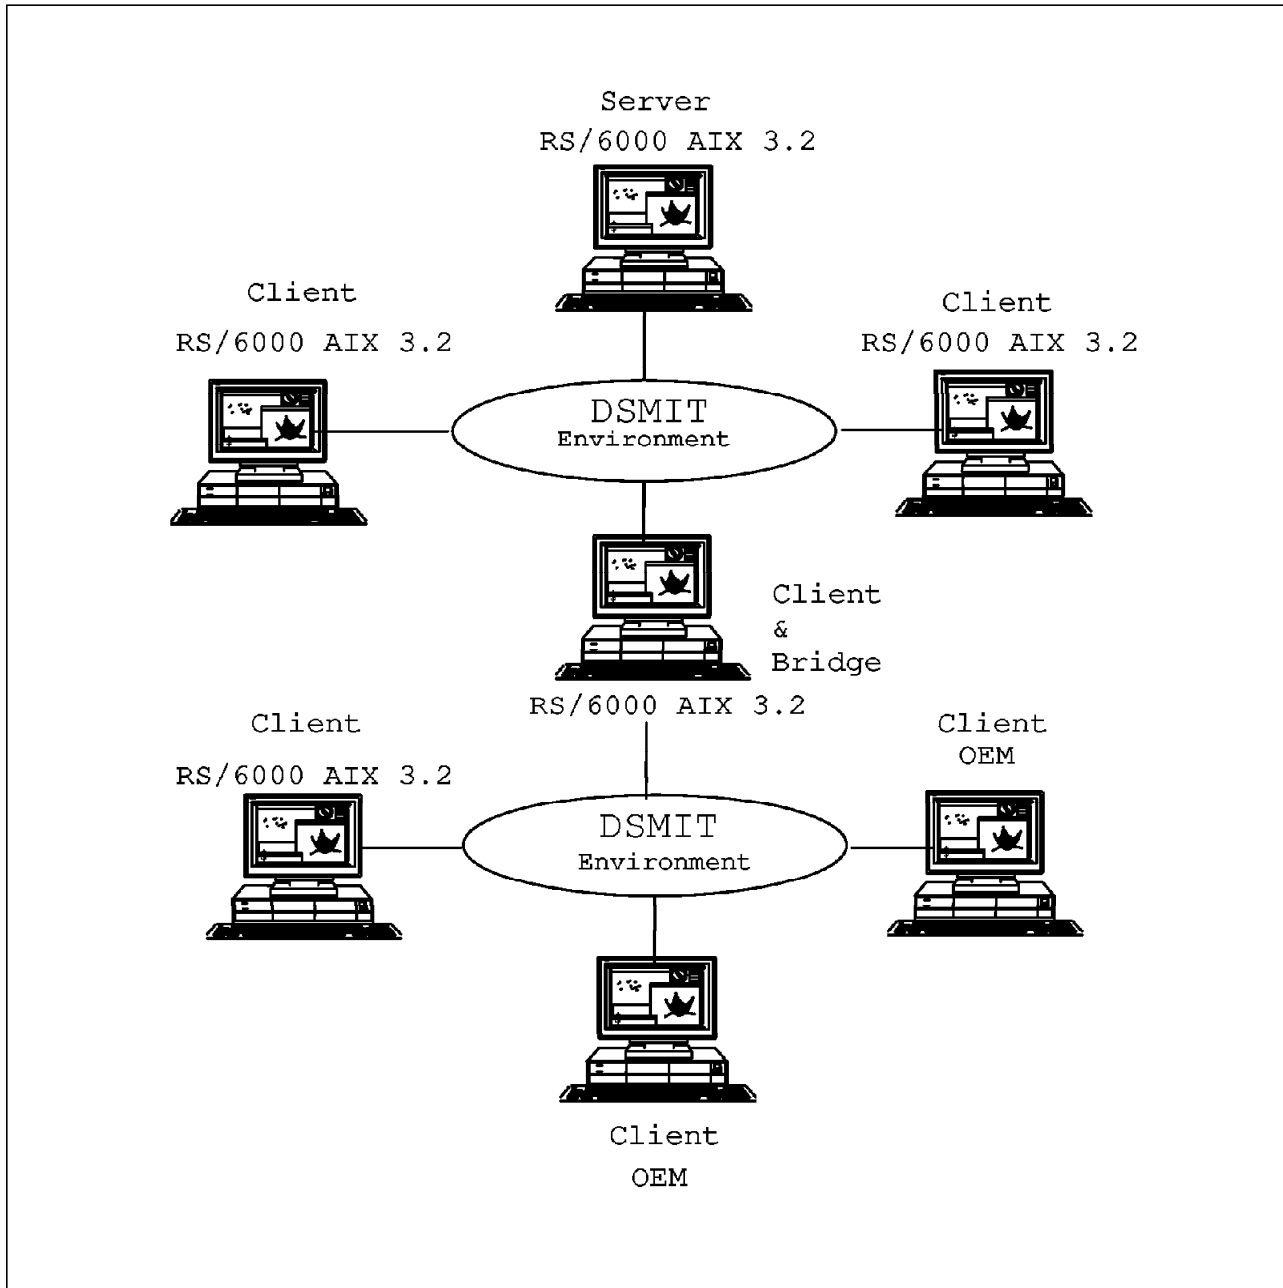 Server
RS/6000 AIX 3.2
Client
RS/6000 AIX 3.2
Client
RS/6000 AIX 3.2
DSMIT
Environment
Client
&
Bridge
RS/6000 AIX 3.2
Client
RS/6000 AIX 3.2
Client
OEM
DSMIT
Environment
Client
OEM